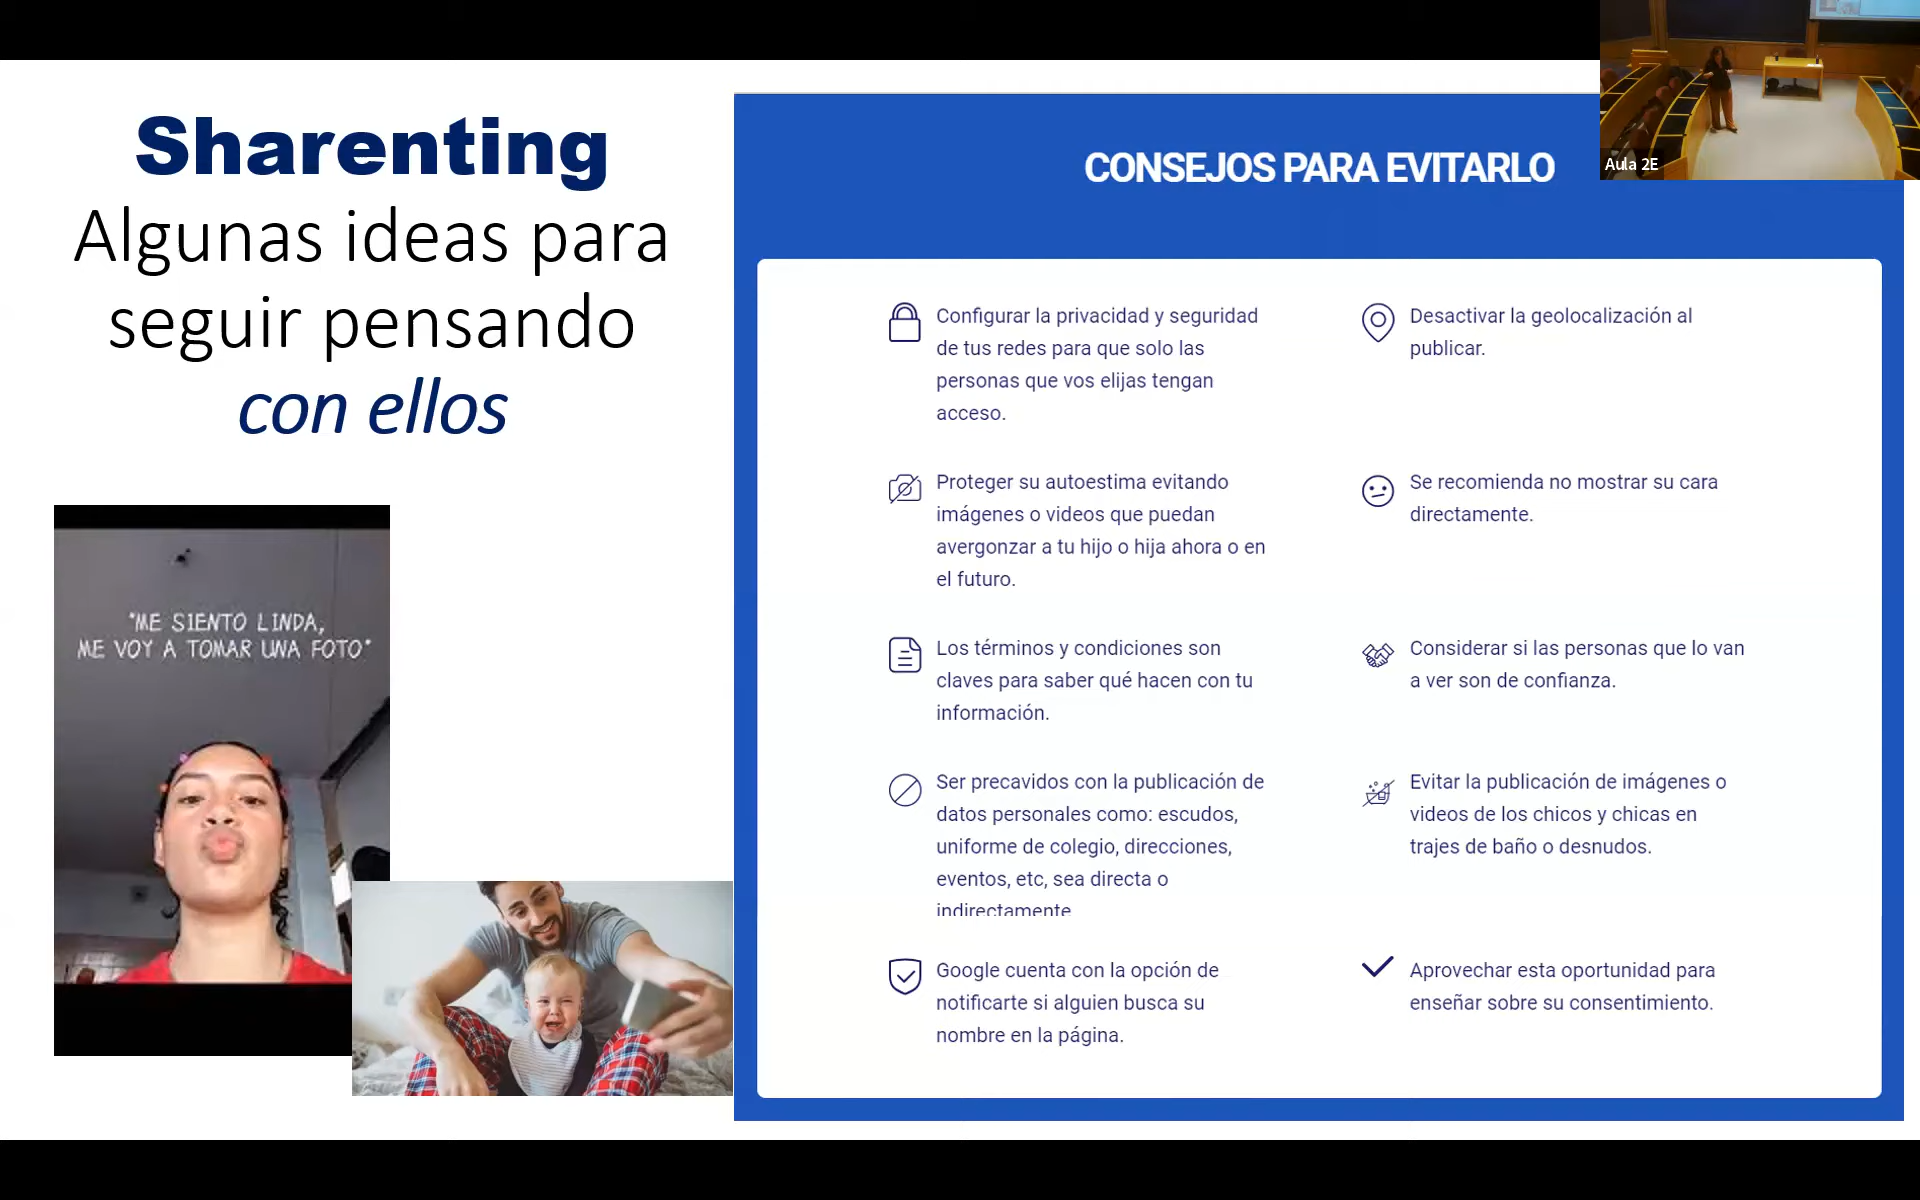 Sharenting
Algunas ideas para
seguir pensando
con ellos
"ME SIENTO LINDA,
ME VOY A TOMAR UNA FOTO"
CONSEJOS PARA EVITARLO
Configurar la privacidad y seguridad
de tus redes para que solo las
personas que vos elijas tengan
acceso.
Desactivar la geolocalización al
publicar.
Proteger su autoestima evitando
imágenes o videos que puedan
avergonzar a tu hijo o hija ahora o en
el futuro.
Se recomienda no mostrar su cara
directamente.
Los términos y condiciones son
claves para saber qué hacen con tu
información.
Considerar si las personas que lo van
a ver son de confianza.
Ser precavidos con la publicación de
datos personales como: escudos,
uniforme de colegio, direcciones,
eventos, etc, sea directa o
indirectamente
Evitar la publicación de imágenes o
videos de los chicos y chicas en
trajes de baño o desnudos.
Google cuenta con la opción de
notificarte si alguien busca su
nombre en la página.
Aprovechar esta oportunidad para
enseñar sobre su consentimiento.
Aula 2E